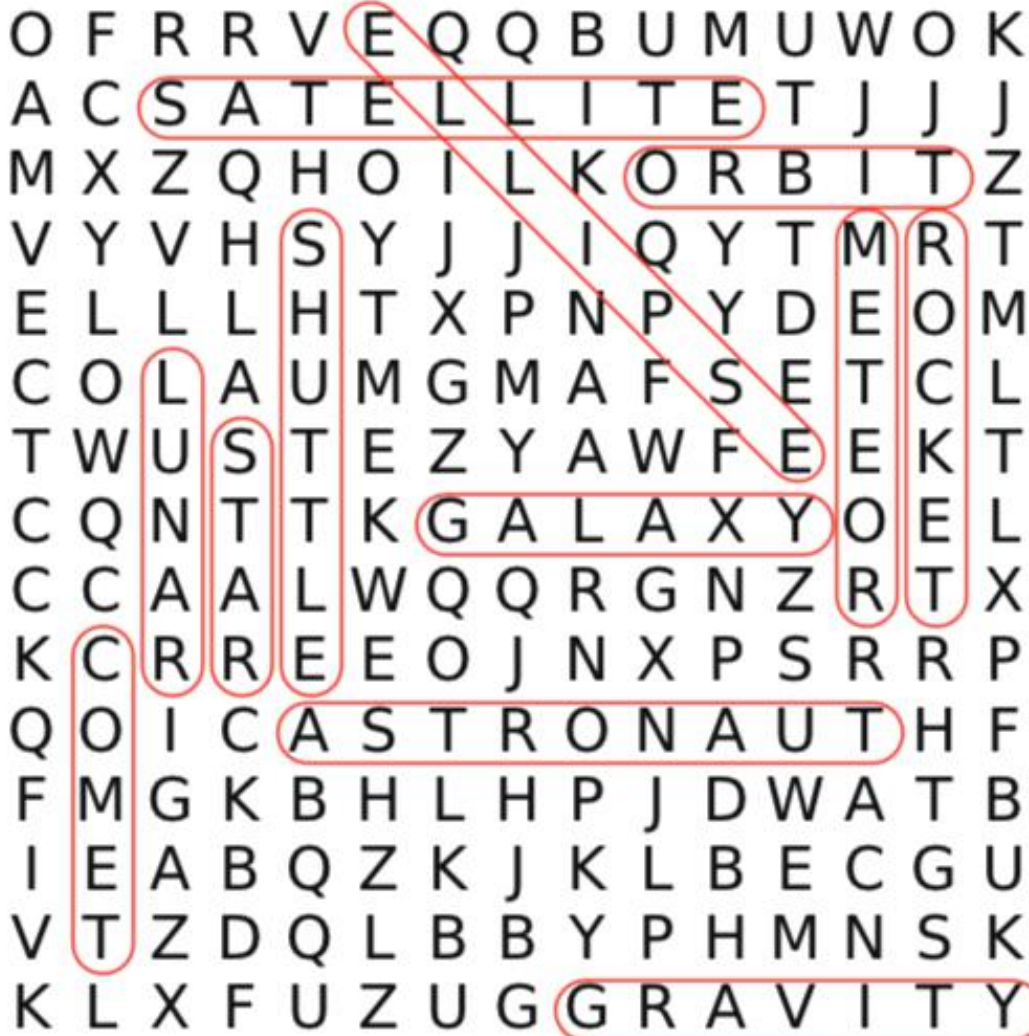 O F R R V E Q Q B U M U W O K
A C S A T E L L I T E T J J J
M X Z Q H O I L K O R B I T Z
V Y V H S Y J J I Q Y T M R T
E L L L H T X P N P Y D E O M
C O L A U M G M A F S E T C L
T W U S T E Z Y A W F E E K T
C Q N T T K G A L A X Y O E L
C C A A L W Q Q R G N Z R T X
K C R R E E O J N X P S R R P
Q O I C A S T R O N A U T H F
F M G K B H L H P J D W A T B
I E A B Q Z K J K L B E C G U
V T Z D Q L B B Y P H M N S K
K L X F U Z U G G R A V I T Y